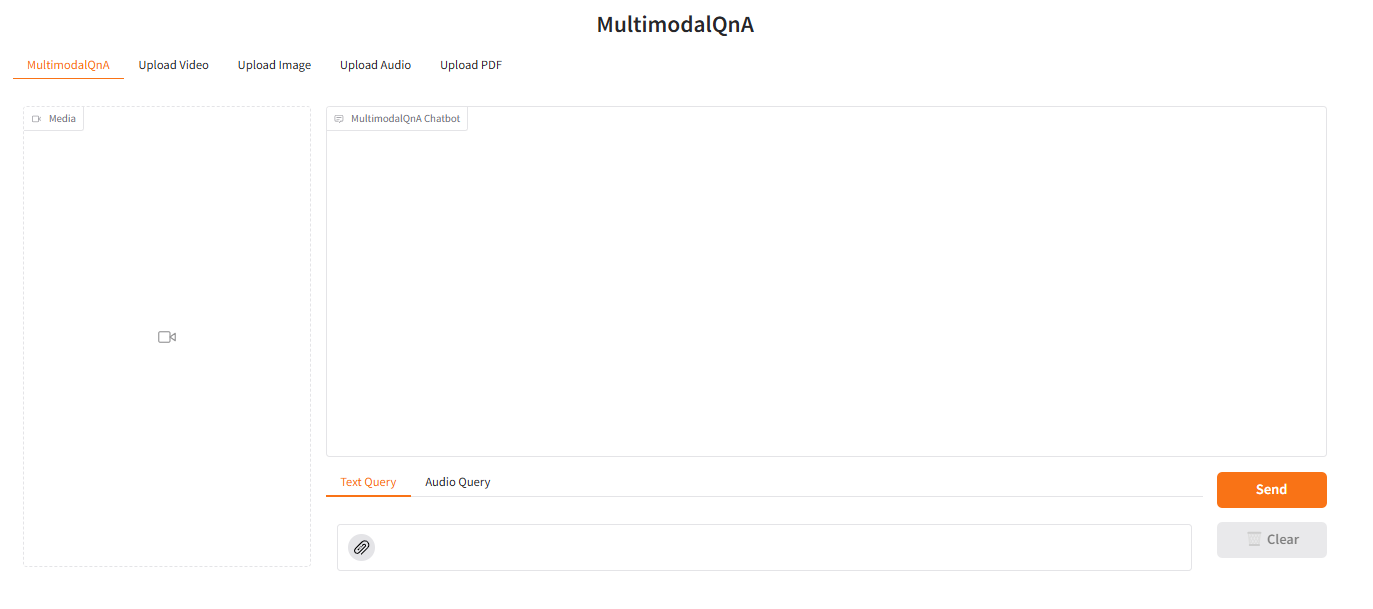 MultimodalQnA
MultimodalQnA Upload Video Upload Image Upload Audio Upload PDF
Media
MultimodalQnA Chatbot
Text Query Audio Query
Send
Clear